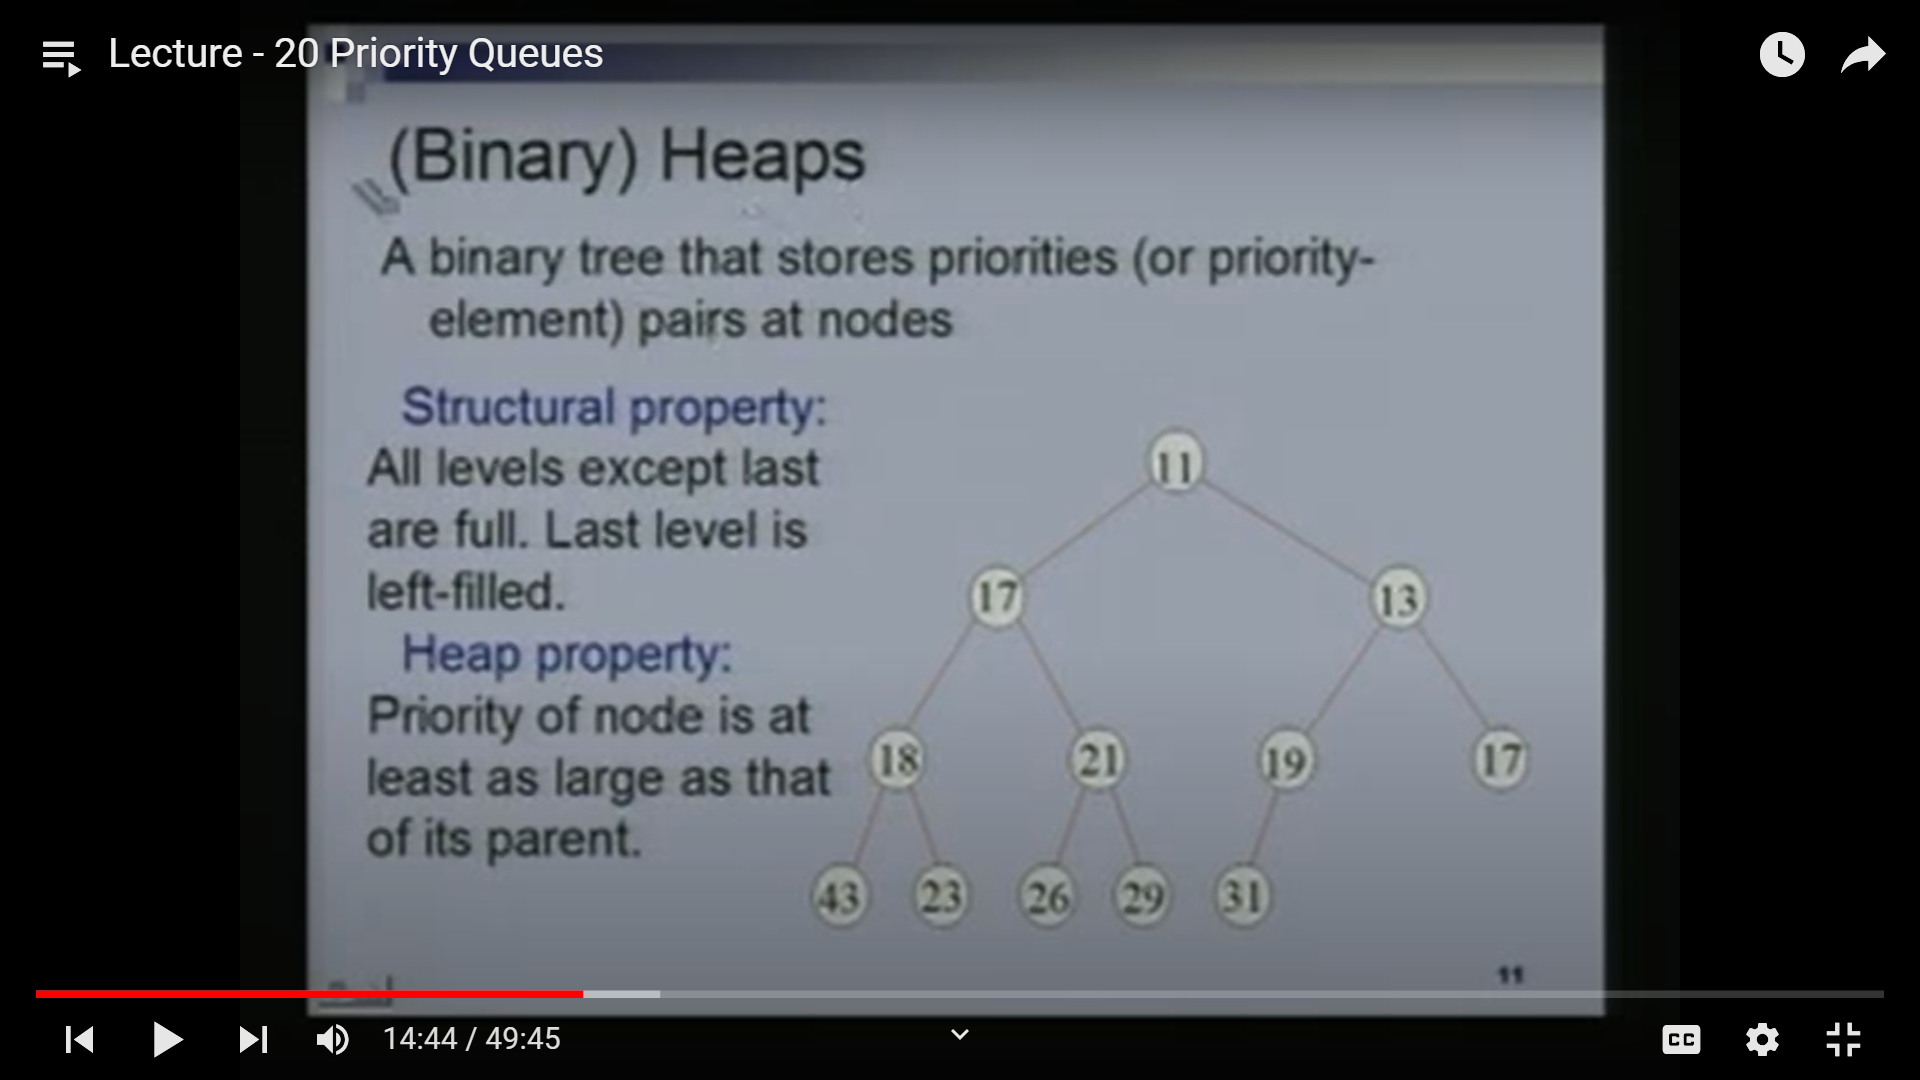 Lecture - 20 Priority Queues
(Binary) Heaps
A binary tree that stores priorities (or priority-
element) pairs at nodes
Structural property:
All levels except last
are full. Last level is
left-filled.
Heap property:
Priority of node is at
least as large as that
of its parent.
11
17 13
18 21 19 17
43 23 26 29 31
11
14:44 / 49:45
CC